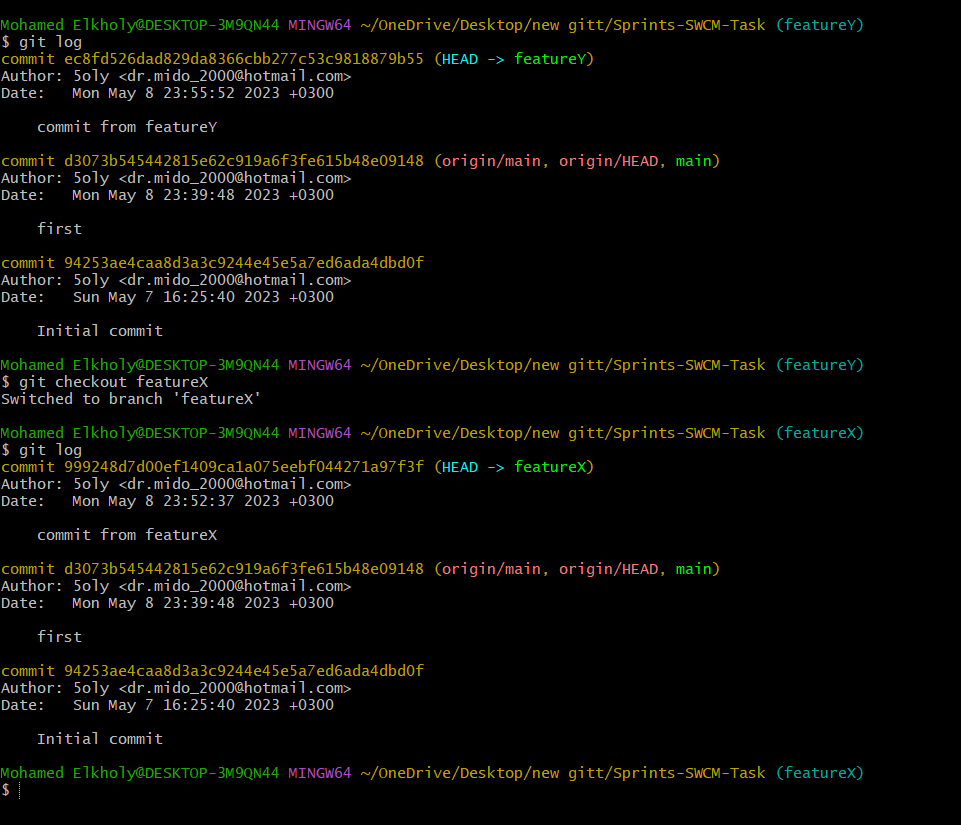 Mohamed Elkholy@DESKTOP-3M9QN44 MINGW64 ~/OneDrive/Desktop/new gitt/Sprints-SWCM-Task (featureY)
$ git log
commit ec8fd526dad829da8366cbb277c53c9818879b55 (HEAD -> featureY)
Author: 5oly <dr.mido_2000@hotmail.com>
Date:   Mon May 8 23:55:52 2023 +0300

    commit from featureY

commit d3073b545442815e62c919a6f3fe615b48e09148 (origin/main, origin/HEAD, main)
Author: 5oly <dr.mido_2000@hotmail.com>
Date:   Mon May 8 23:39:48 2023 +0300

    first

commit 94253ae4caa8d3a3c9244e45e5a7ed6ada4dbd0f
Author: 5oly <dr.mido_2000@hotmail.com>
Date:   Sun May 7 16:25:40 2023 +0300

    Initial commit

Mohamed Elkholy@DESKTOP-3M9QN44 MINGW64 ~/OneDrive/Desktop/new gitt/Sprints-SWCM-Task (featureY)
$ git checkout featureX
Switched to branch 'featureX'

Mohamed Elkholy@DESKTOP-3M9QN44 MINGW64 ~/OneDrive/Desktop/new gitt/Sprints-SWCM-Task (featureX)
$ git log
commit 999248d7d00ef1409ca1a075eebf044271a97f3f (HEAD -> featureX)
Author: 5oly <dr.mido_2000@hotmail.com>
Date:   Mon May 8 23:52:37 2023 +0300

    commit from featureX

commit d3073b545442815e62c919a6f3fe615b48e09148 (origin/main, origin/HEAD, main)
Author: 5oly <dr.mido_2000@hotmail.com>
Date:   Mon May 8 23:39:48 2023 +0300

    first

commit 94253ae4caa8d3a3c9244e45e5a7ed6ada4dbd0f
Author: 5oly <dr.mido_2000@hotmail.com>
Date:   Sun May 7 16:25:40 2023 +0300

    Initial commit

Mohamed Elkholy@DESKTOP-3M9QN44 MINGW64 ~/OneDrive/Desktop/new gitt/Sprints-SWCM-Task (featureX)
$